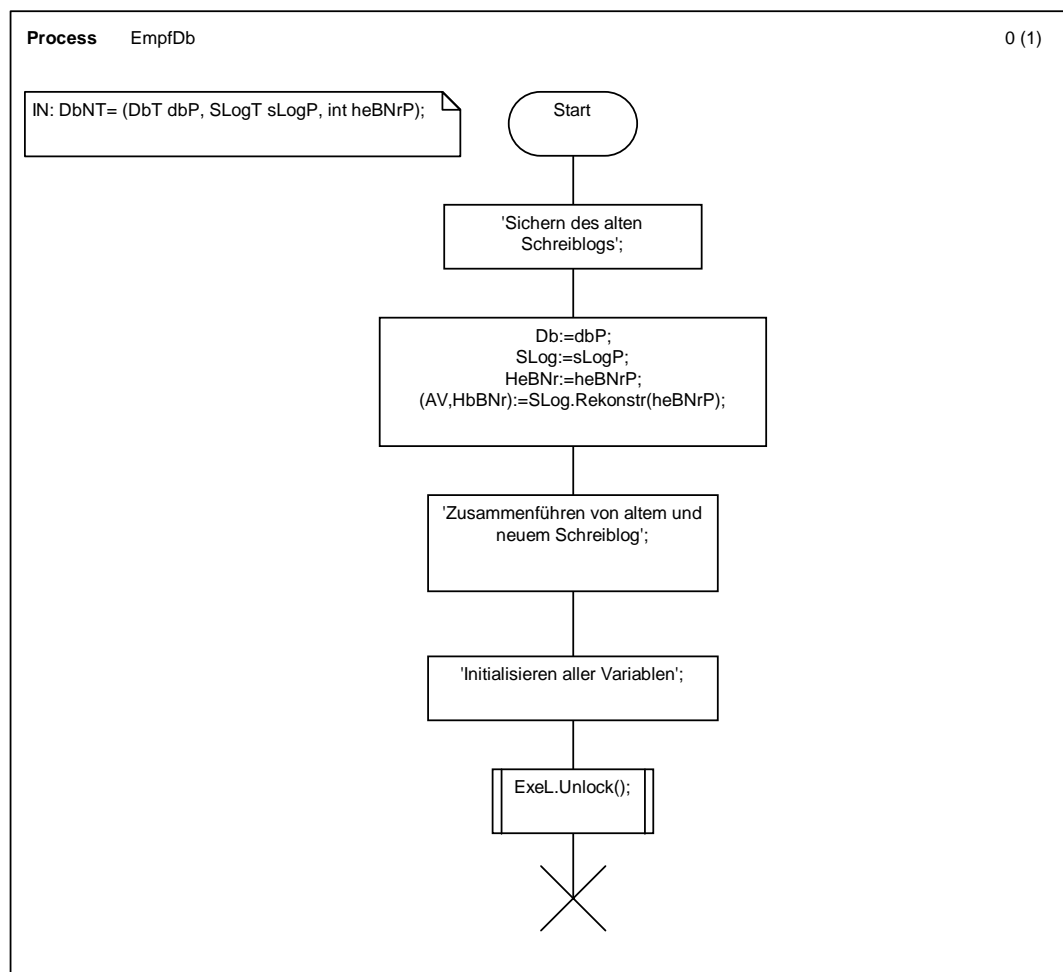 Process EmpfDb 0 (1)
IN: DbNT= (DbT dbP, SLogT sLogP, int heBNrP);
Start
'Sichern des alten
Schreiblogs';
Db:=dbP;
SLog:=sLogP;
HeBNr:=heBNrP;
(AV,HbBNr):=SLog.Rekonstr(heBNrP);
'Zusammenführen von altem und
neuem Schreiblog';
'Initialisieren aller Variablen';
ExeL.Unlock();